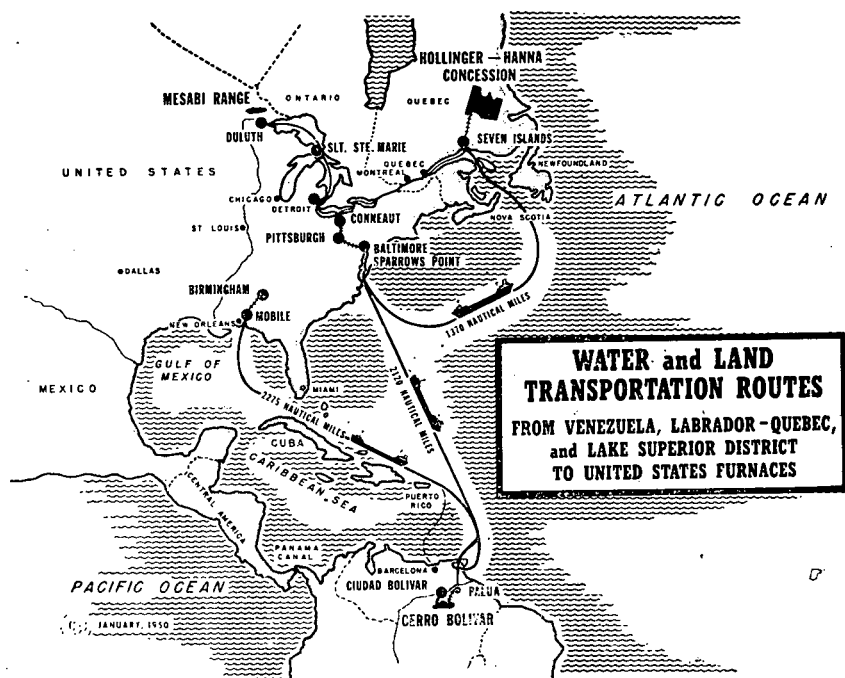 HOLLINGER – HANNA
CONCESSION
MESABI RANGE
ONTARIO
QUEBEC
DULUTH
SLT. STE. MARIE
SEVEN ISLANDS
QUEBEC
MONTREAL
NEWFOUNDLAND
UNITED STATES
CHICAGO
DETROIT
CONNEAUT
NOVA SCOTIA
ATLANTIC OCEAN
ST LOUIS
PITTSBURGH
BALTIMORE
SPARROWS POINT
DALLAS
BIRMINGHAM
MOBILE
NEW ORLEANS
1370 NAUTICAL MILES
GULF OF
MEXICO
MEXICO
MIAMI
2275 NAUTICAL MILES
2120 NAUTICAL MILES
WATER and LAND
TRANSPORTATION ROUTES
FROM VENEZUELA, LABRADOR-QUEBEC,
and LAKE SUPERIOR DISTRICT
TO UNITED STATES FURNACES
CUBA
CARIBBEAN SEA
PUERTO
RICO
CENTRAL AMERICA
PANAMA
CANAL
BARCELONA
CIUDAD BOLIVAR
PALUA
CERRO BOLIVAR
PACIFIC OCEAN
JANUARY, 1950